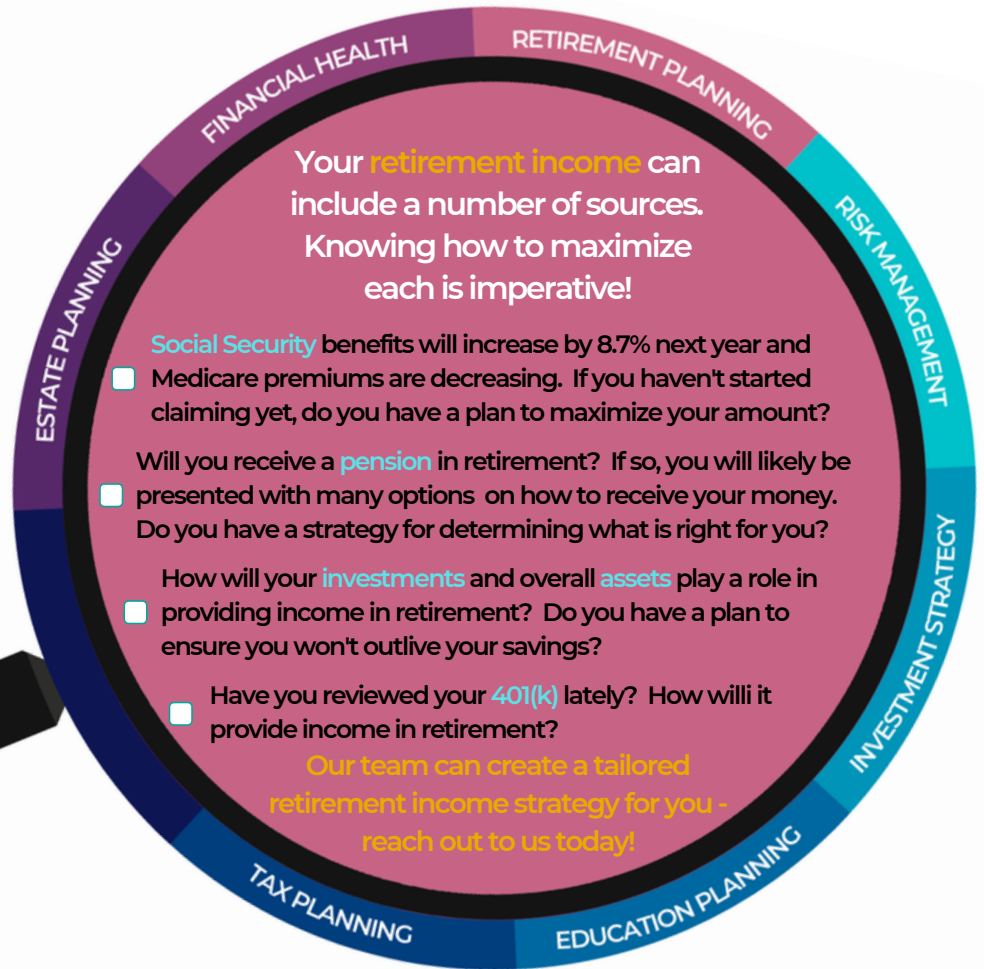 FINANCIAL HEALTH
RETIREMENT PLANNING
RISK MANAGEMENT
INVESTMENT STRATEGY
EDUCATION PLANNING
TAX PLANNING
ESTATE PLANNING
Your retirement income can
include a number of sources.
Knowing how to maximize
each is imperative!
Social Security benefits will increase by 8.7% next year and
Medicare premiums are decreasing. If you haven't started
claiming yet, do you have a plan to maximize your amount?
Will you receive a pension in retirement? If so, you will likely be
presented with many options on how to receive your money.
Do you have a strategy for determining what is right for you?
How will your investments and overall assets play a role in
providing income in retirement? Do you have a plan to
ensure you won't outlive your savings?
Have you reviewed your 401(k) lately? How willi it
provide income in retirement?
Our team can create a tailored
retirement income strategy for you -
reach out to us today!